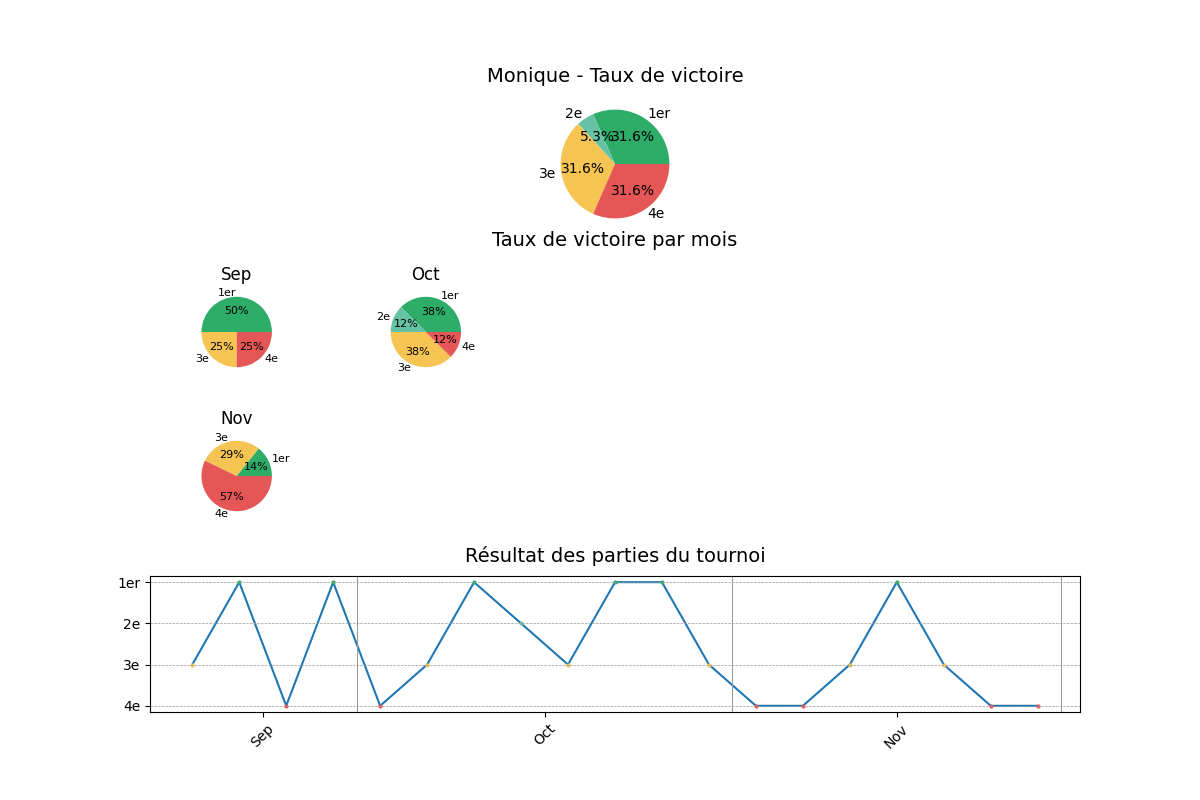 Monique - Taux de victoire
2e
1er
5.3%
31.6%
3e
31.6%
31.6%
4e
Taux de victoire par mois
Sep
1er
50%
25%
25%
3e
4e
Oct
1er
2e
38%
12%
12%
4e
38%
3e
Nov
3e
29%
1er
14%
57%
4e
Résultat des parties du tournoi
1er
2e
3e
4e
Sep
Oct
Nov